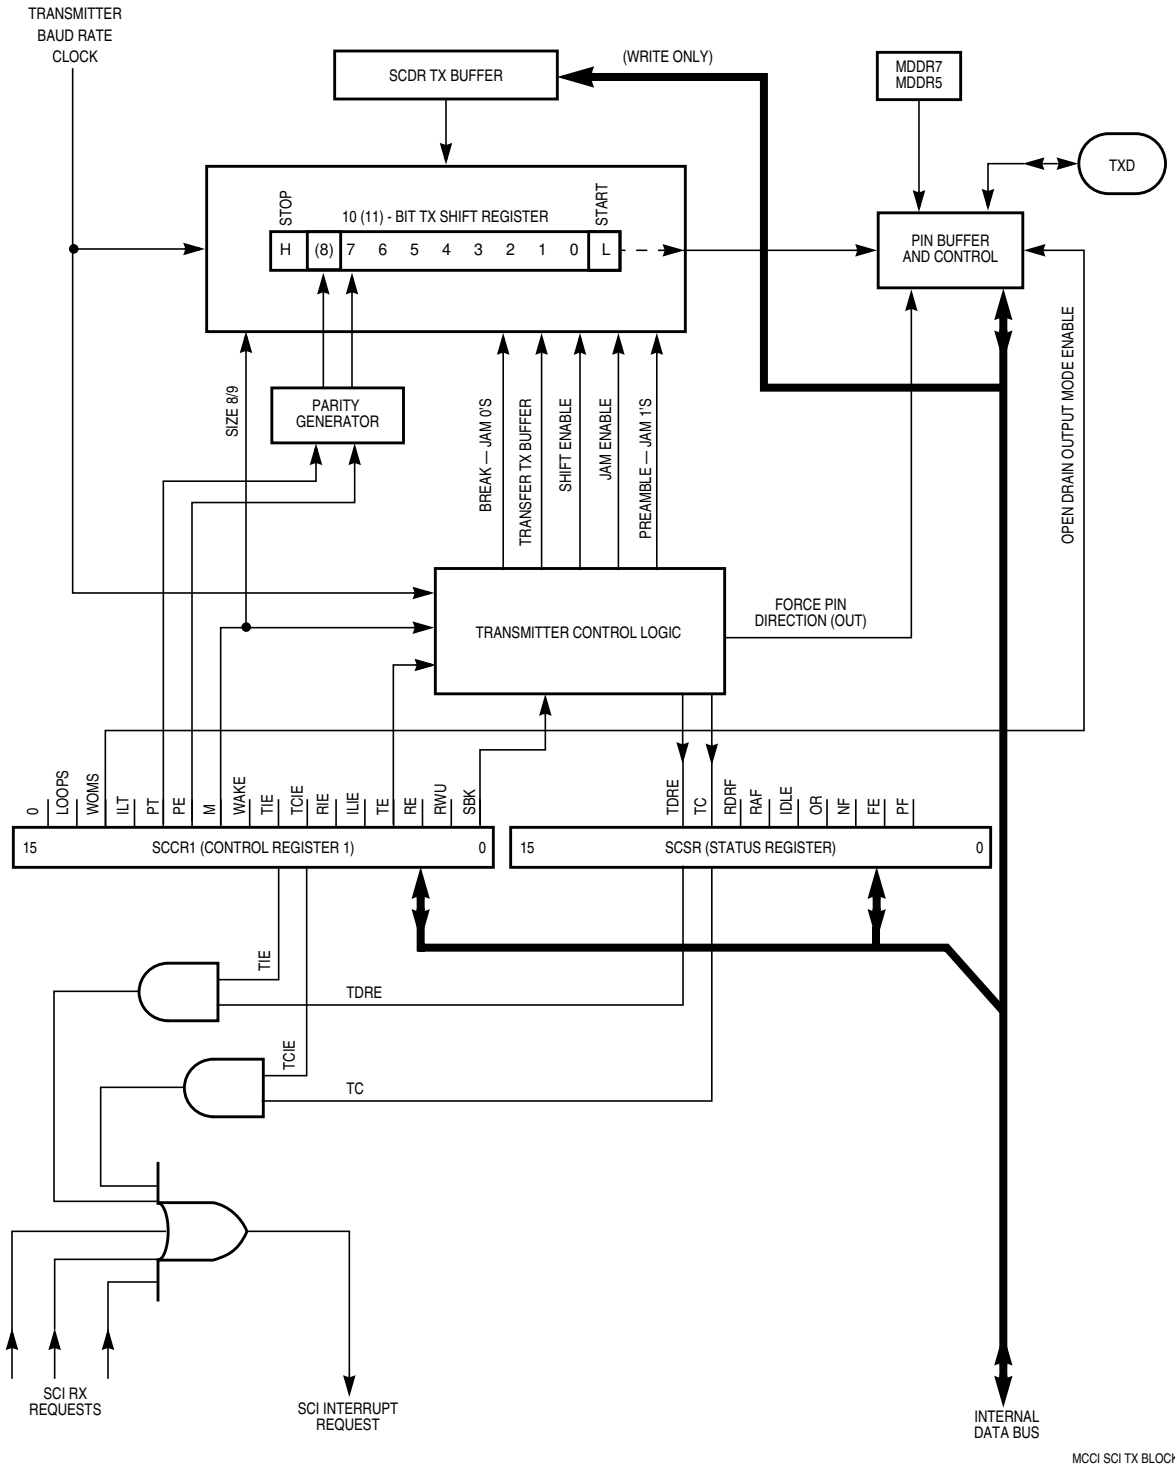 TRANSMITTER
BAUD RATE
CLOCK
SCDR TX BUFFER
(WRITE ONLY)
MDDR7
MDDR5
TXD
STOP
10 (11) - BIT TX SHIFT REGISTER
START
H (8) 7 6 5 4 3 2 1 0 L
PIN BUFFER
AND CONTROL
SIZE 8/9
PARITY
GENERATOR
BREAK — JAM 0'S
TRANSFER TX BUFFER
SHIFT ENABLE
JAM ENABLE
PREAMBLE — JAM 1'S
OPEN DRAIN OUTPUT MODE ENABLE
TRANSMITTER CONTROL LOGIC
FORCE PIN
DIRECTION (OUT)
0
LOOPS
WOMS
ILT
PT
PE
M
WAKE
TIE
TCIE
RIE
ILIE
TE
RE
RWU
SBK
TDRE
TC
RDRF
RAF
IDLE
OR
NF
FE
PF
15 SCCR1 (CONTROL REGISTER 1) 0
15 SCSR (STATUS REGISTER) 0
TIE
TDRE
TCIE
TC
SCI RX
REQUESTS
SCI INTERRUPT
REQUEST
INTERNAL
DATA BUS
MCCI SCI TX BLOCK